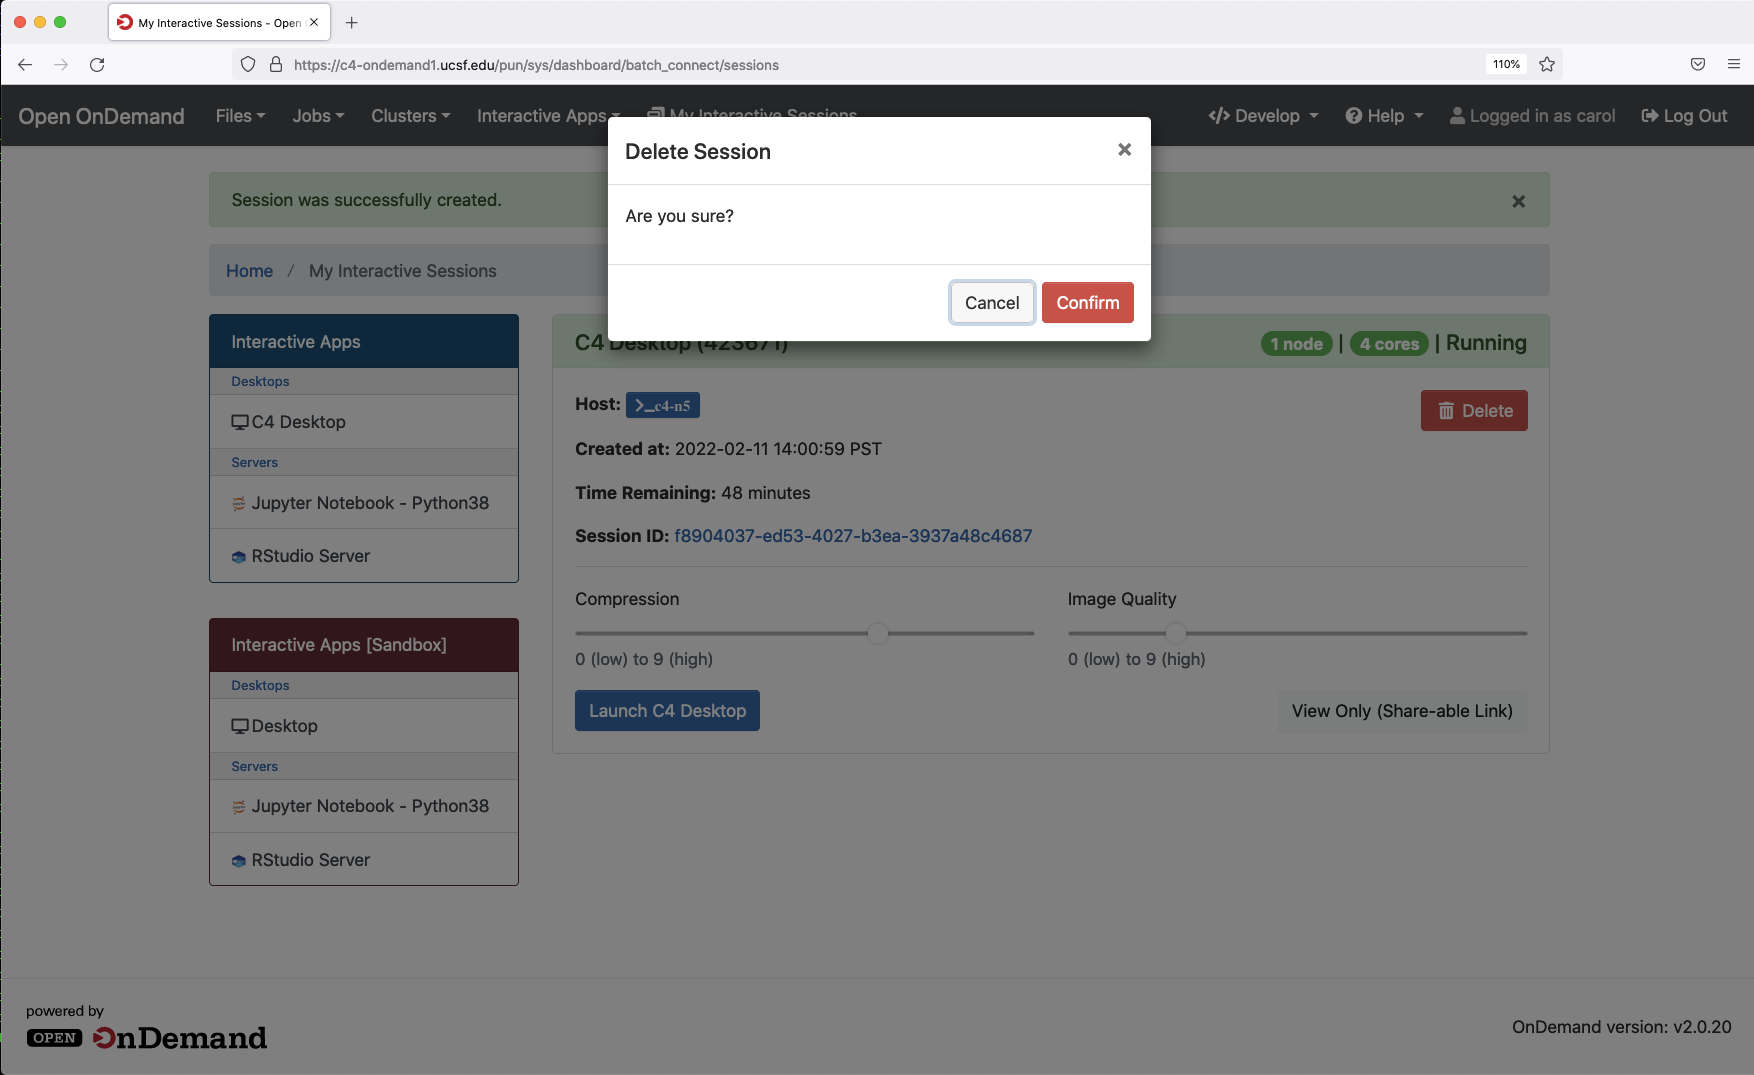 My Interactive Sessions - Open
https://c4-ondemand1.ucsf.edu/pun/sys/dashboard/batch_connect/sessions
110%
Open OnDemand
Files
Jobs
Clusters
Interactive Apps
My Interactive Sessions
Develop
Help
Logged in as carol
Log Out
Delete Session
Are you sure?
Cancel
Confirm
Session was successfully created.
Home / My Interactive Sessions
Interactive Apps
Desktops
C4 Desktop
Servers
Jupyter Notebook - Python38
RStudio Server
Interactive Apps [Sandbox]
Desktops
Desktop
Servers
Jupyter Notebook - Python38
RStudio Server
C4 Desktop (423671)
1 node | 4 cores | Running
Host: >_c4-n5
Delete
Created at: 2022-02-11 14:00:59 PST
Time Remaining: 48 minutes
Session ID: f8904037-ed53-4027-b3ea-3937a48c4687
Compression
0 (low) to 9 (high)
Image Quality
0 (low) to 9 (high)
Launch C4 Desktop
View Only (Share-able Link)
powered by
OPEN OnDemand
OnDemand version: v2.0.20